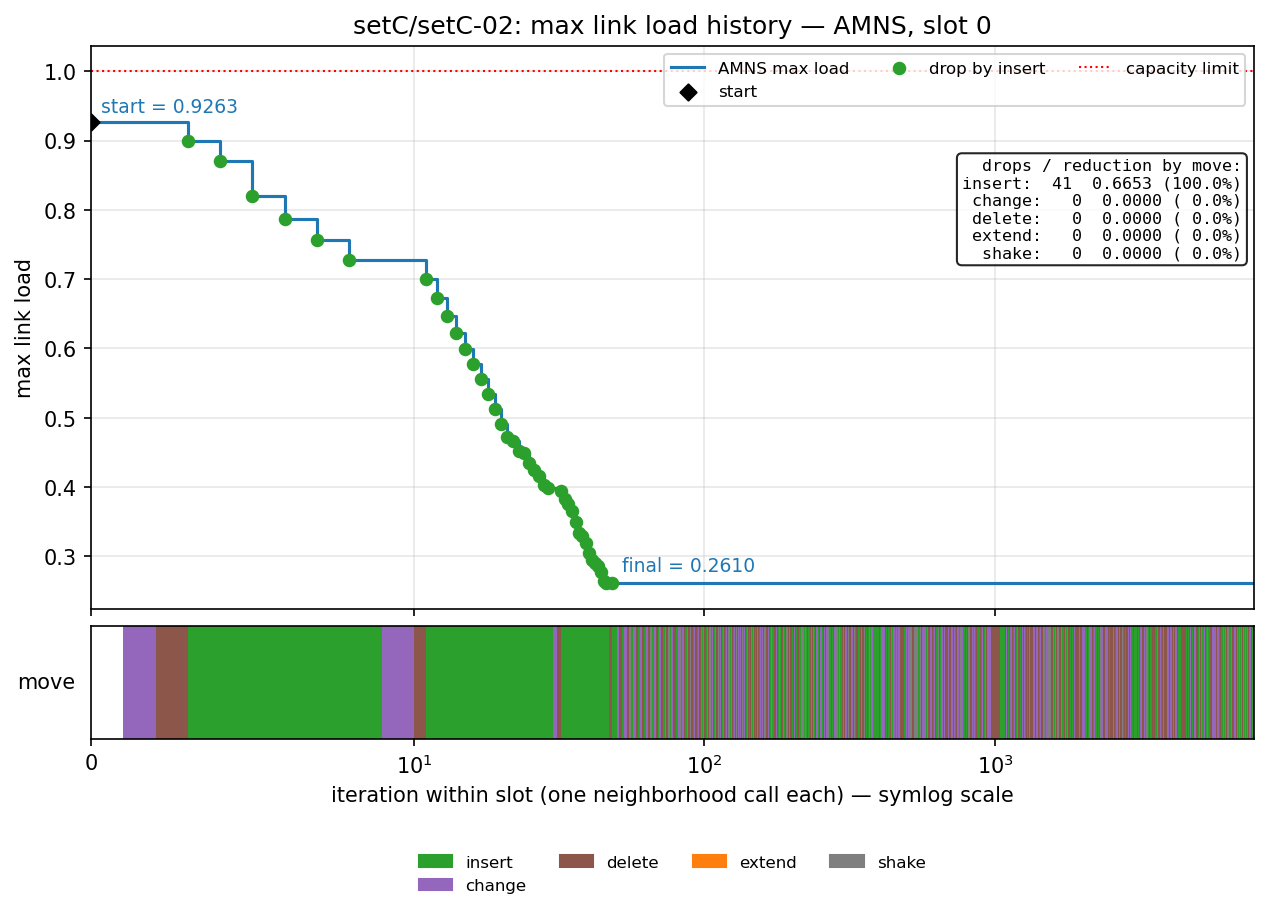 setC/setC-02: max link load history — AMNS, slot 0
AMNS max load
drop by insert
capacity limit
start
start = 0.9263
drops / reduction by move:
insert: 41 0.6653 (100.0%)
change: 0 0.0000 ( 0.0%)
delete: 0 0.0000 ( 0.0%)
extend: 0 0.0000 ( 0.0%)
shake: 0 0.0000 ( 0.0%)
final = 0.2610
max link load
1.0
0.9
0.8
0.7
0.6
0.5
0.4
0.3
move
0
10¹
10²
10³
iteration within slot (one neighborhood call each) — symlog scale
insert
delete
extend
shake
change